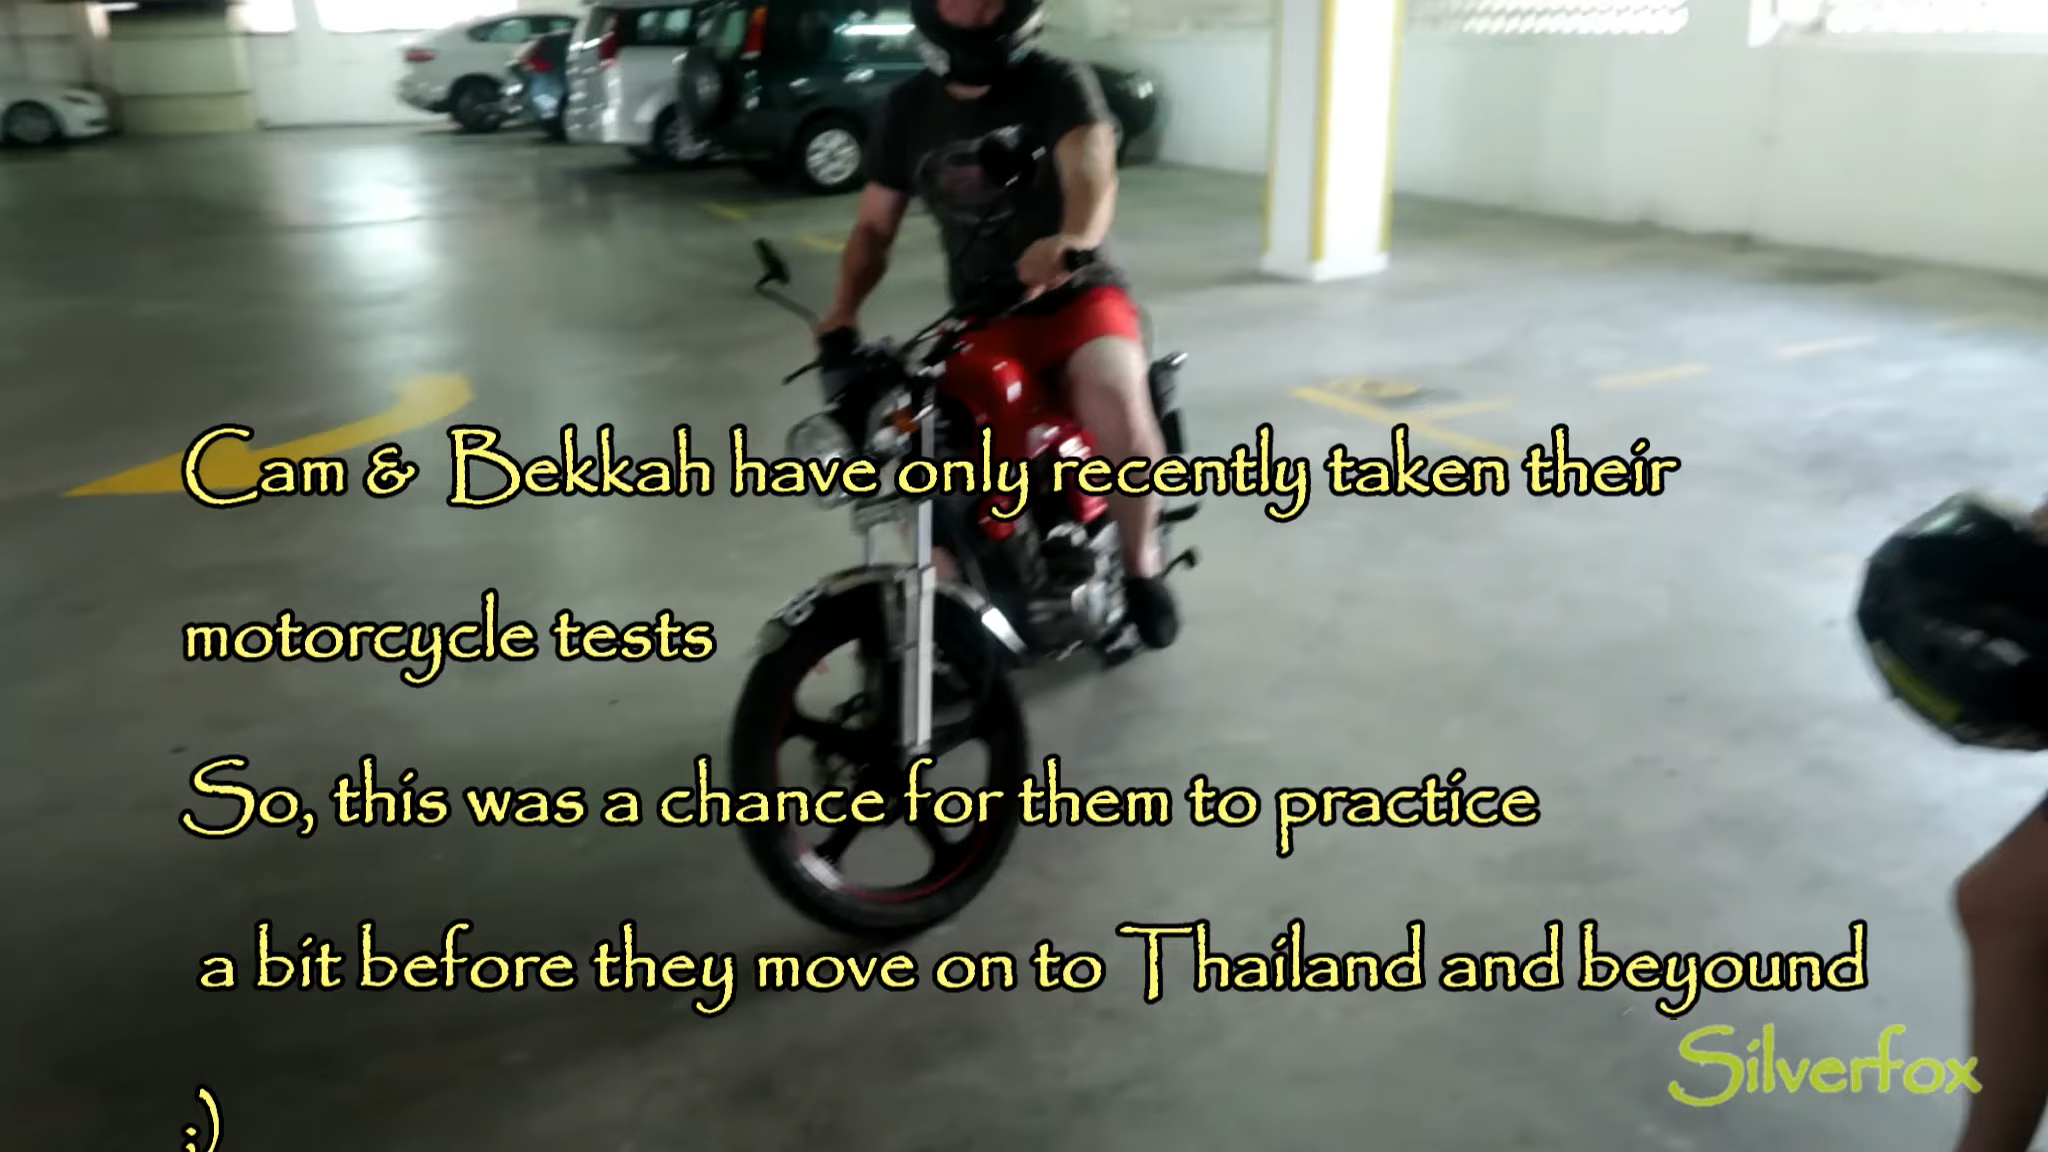 Cam & Bekkah have only recently taken their
motorcycle tests
So, this was a chance for them to practice
a bit before they move on to Thailand and beyound
;)
Silverfox